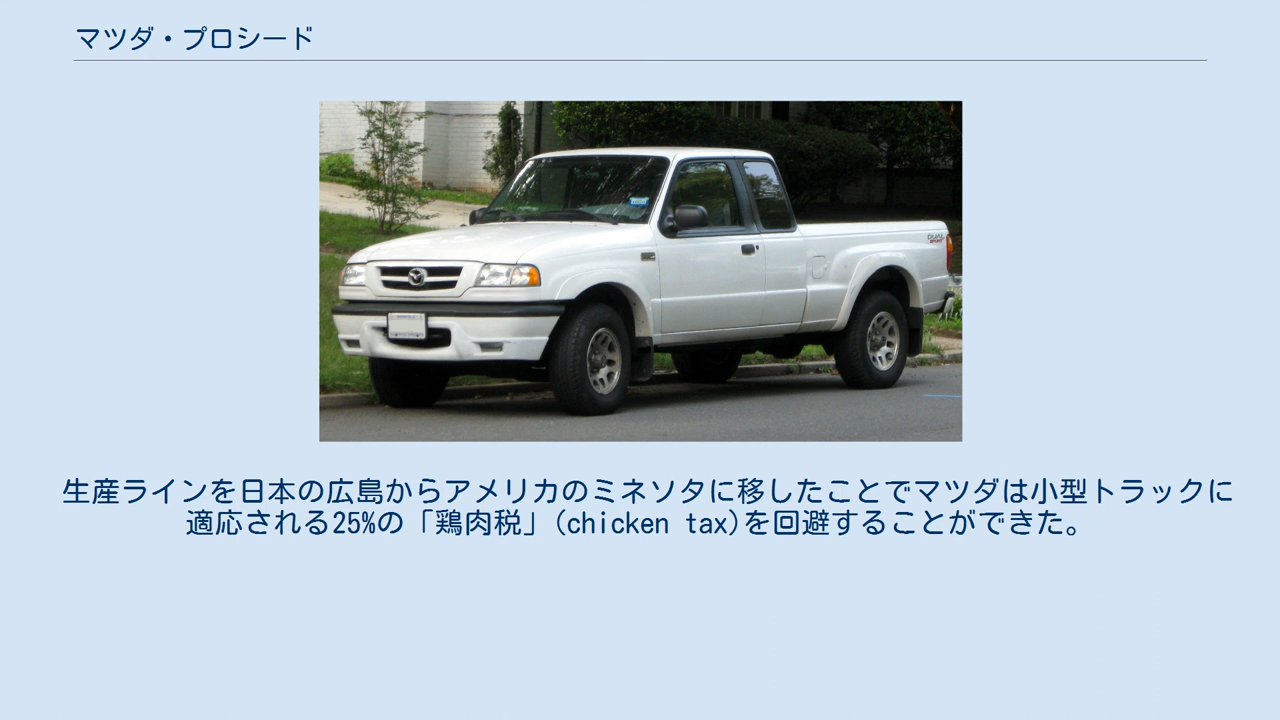 マツダ・プロシード
生産ラインを日本の広島からアメリカのミネソタに移したことでマツダは小型トラックに
適応される25%の「鶏肉税」(chicken tax)を回避することができた。